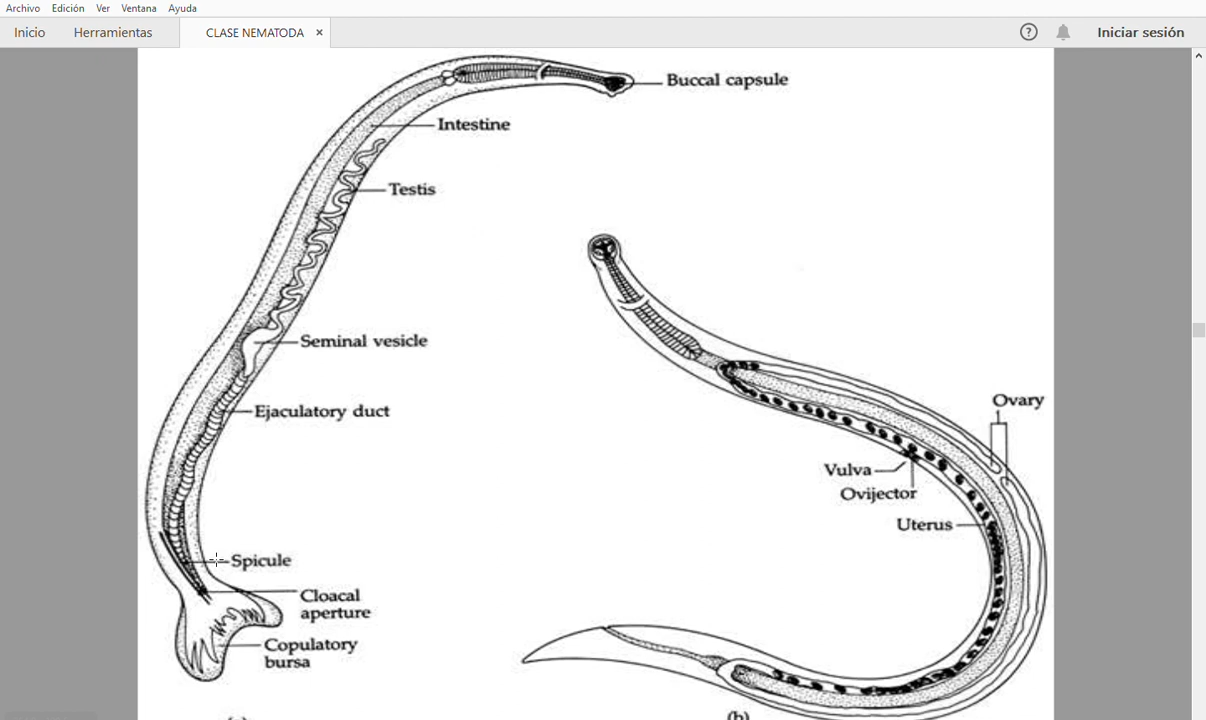 Archivo Edición Ver Ventana Ayuda
Inicio Herramientas CLASE NEMATODA × ? Iniciar sesión
Buccal capsule
Intestine
Testis
Seminal vesicle
Ejaculatory duct
Ovary
Vulva
Ovijector
Uterus
Spicule
Cloacal
aperture
Copulatory
bursa
(b)